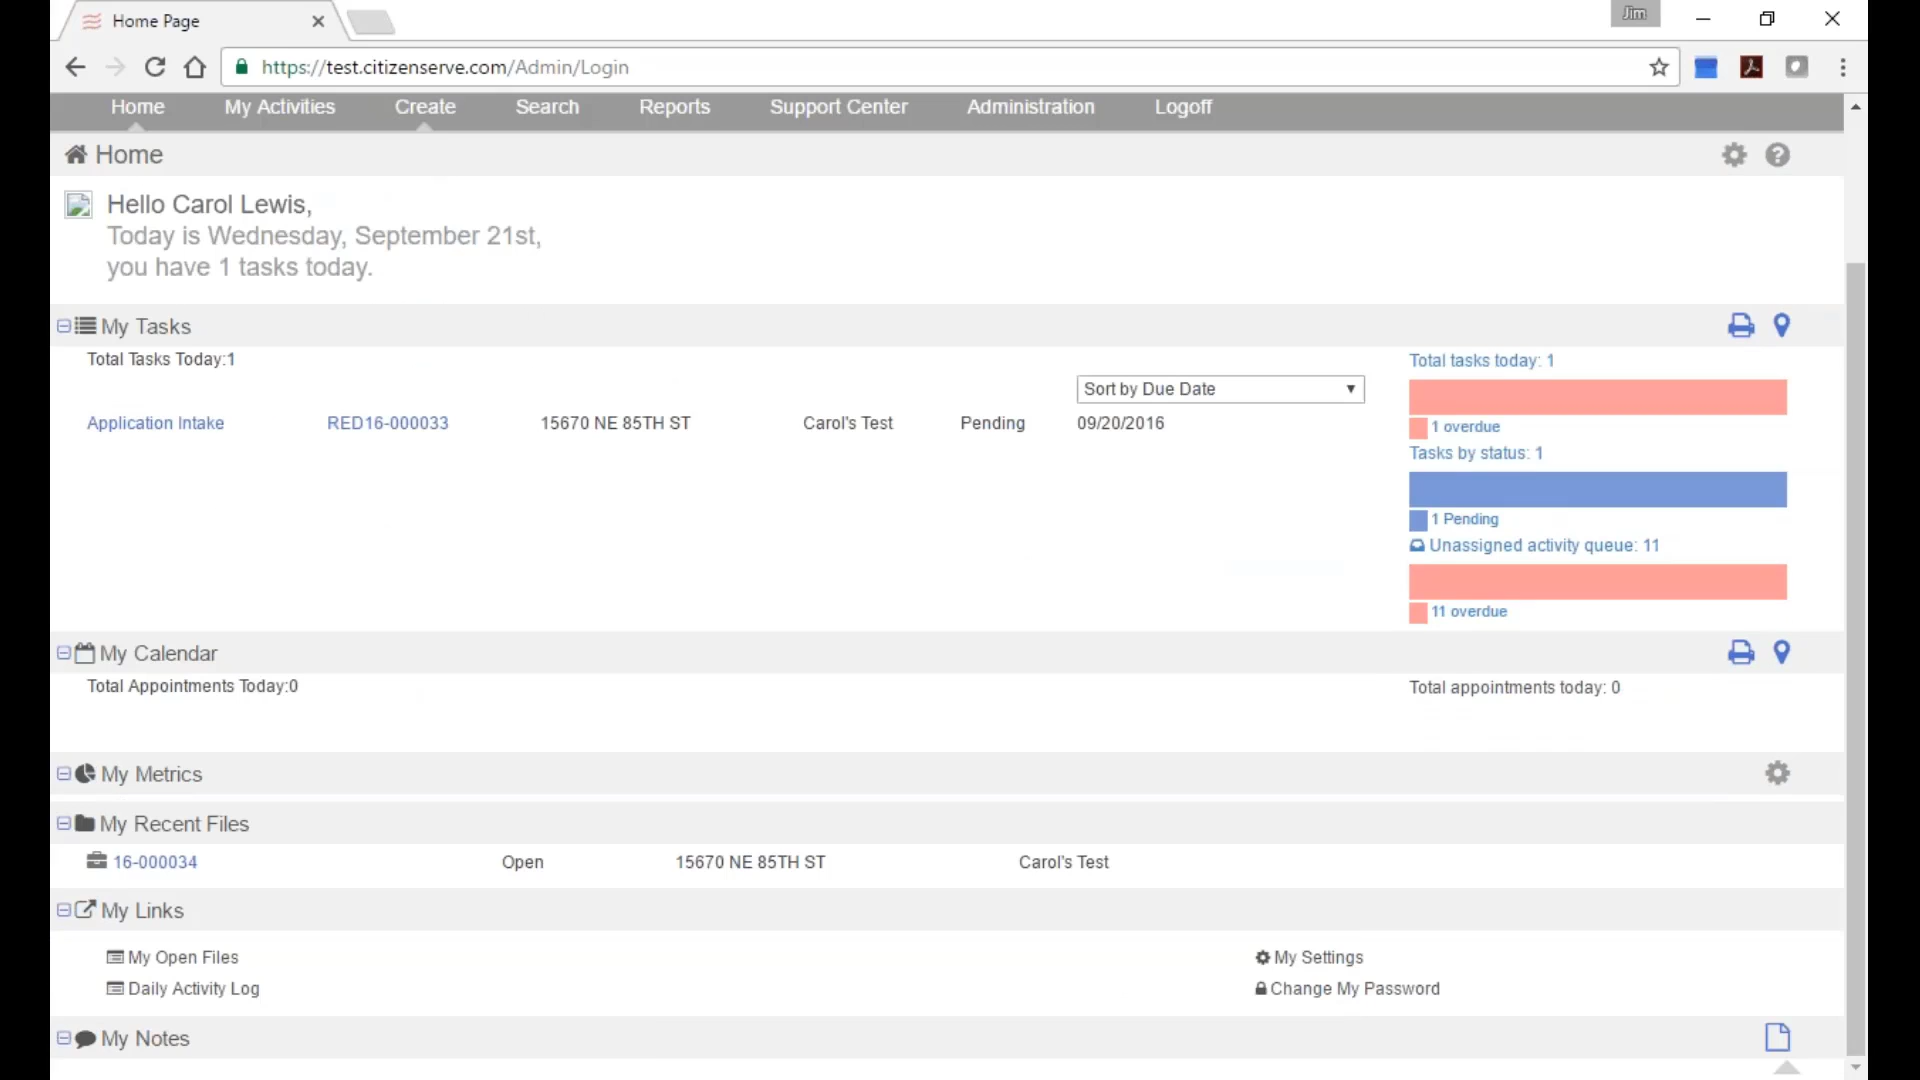 Home Page
Jim
https://test.citizenserve.com/Admin/Login
Home My Activities Create Search Reports Support Center Administration Logoff
Home
Hello Carol Lewis,
Today is Wednesday, September 21st,
you have 1 tasks today.
My Tasks
Total Tasks Today:1
Total tasks today: 1
Sort by Due Date
Application Intake RED16-000033 15670 NE 85TH ST Carol's Test Pending 09/20/2016
1 overdue
Tasks by status: 1
1 Pending
Unassigned activity queue: 11
11 overdue
My Calendar
Total Appointments Today:0
Total appointments today: 0
My Metrics
My Recent Files
16-000034 Open 15670 NE 85TH ST Carol's Test
My Links
My Open Files My Settings
Daily Activity Log Change My Password
My Notes